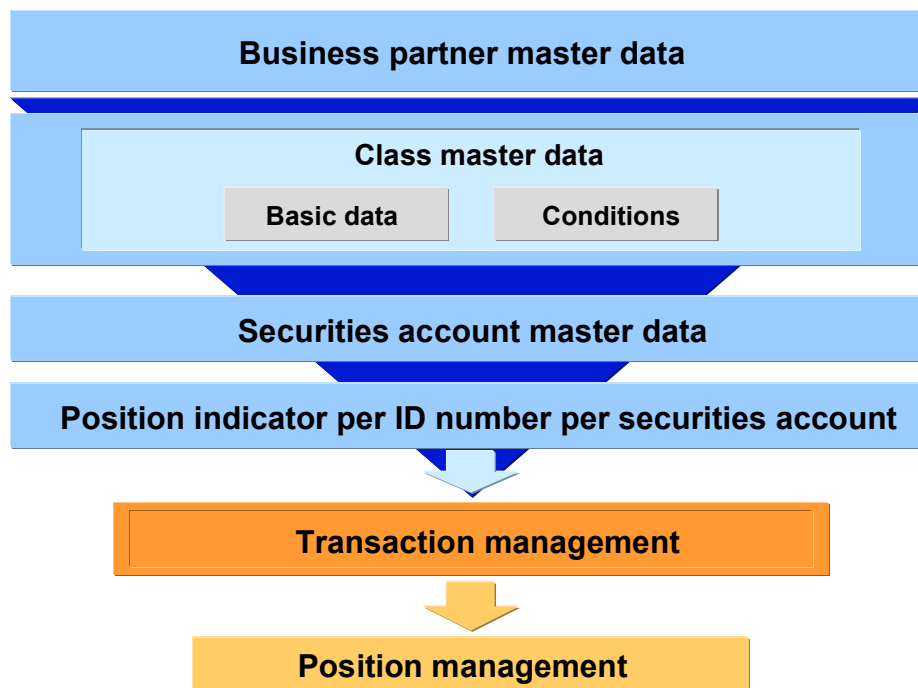 Business partner master data
Class master data
Basic data
Conditions
Securities account master data
Position indicator per ID number per securities account
Transaction management
Position management